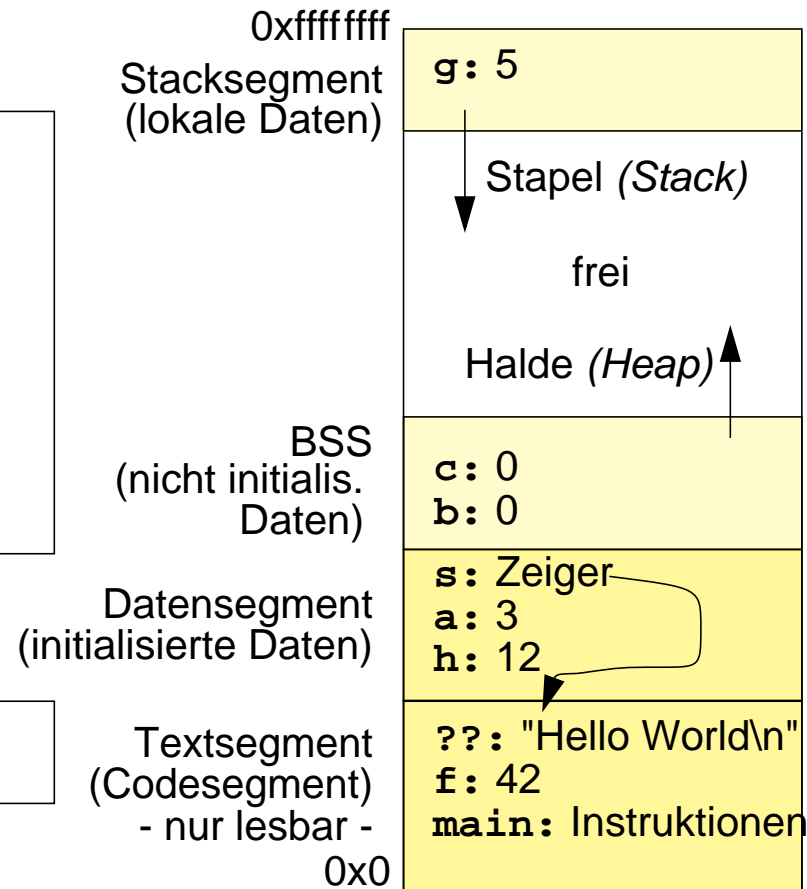 0xffffffff
Stacksegment
(lokale Daten)
g: 5
Stapel (Stack)
frei
Halde (Heap)
BSS
(nicht initialis.
Daten)
c: 0
b: 0
Datensegment
(initialisierte Daten)
s: Zeiger
a: 3
h: 12
Textsegment
(Codesegment)
- nur lesbar -
0x0
??: "Hello World\n"
f: 42
main: Instruktionen